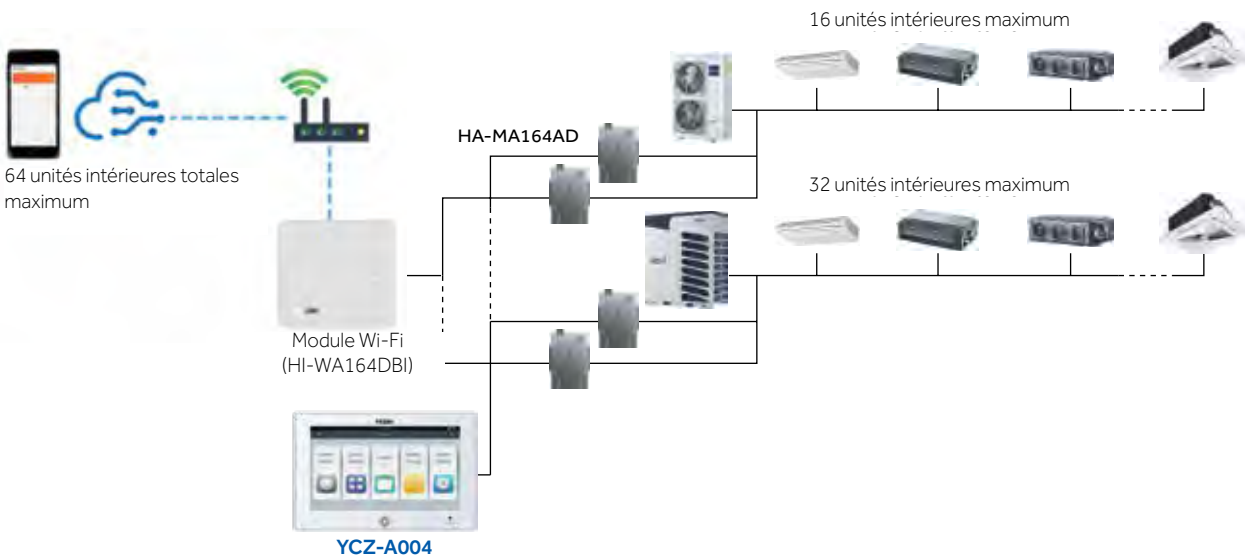 16 unités intérieures maximum
HA-MA164AD
64 unités intérieures totales
maximum
32 unités intérieures maximum
Module Wi-Fi
(HI-WA164DBI)
YCZ-A004